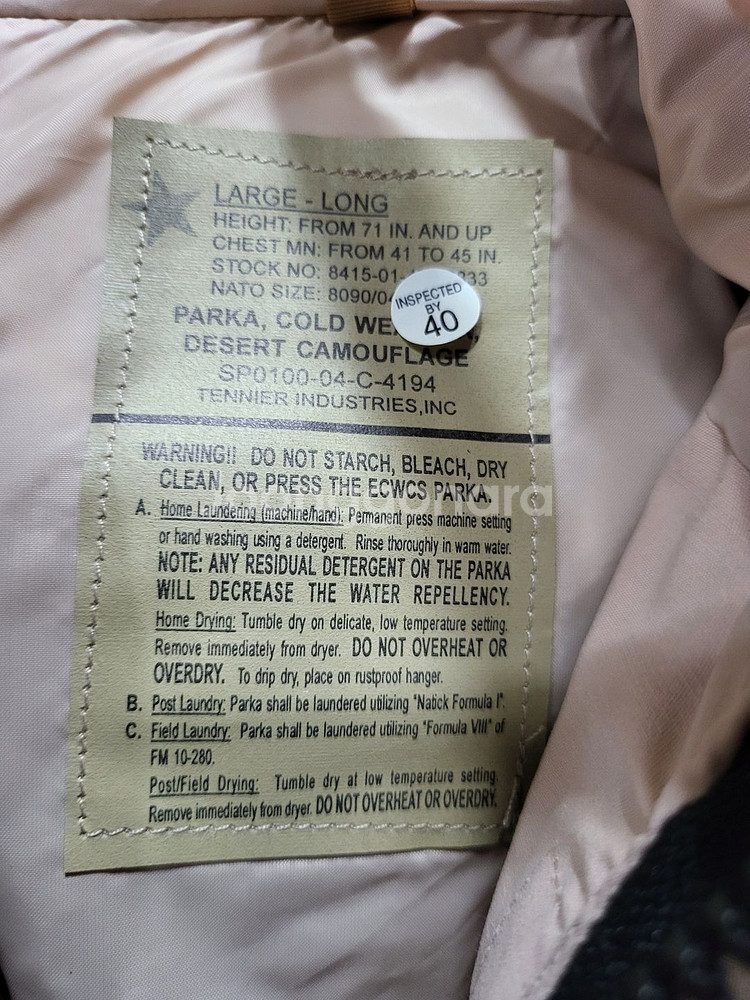 LARGE - LONG
HEIGHT: FROM 71 IN. AND UP
CHEST MN: FROM 41 TO 45 IN.
STOCK NO: 8415-01-
NATO SIZE: 8090/04
INSPECTED
BY
40
PARKA, COLD
DESERT CAMOUFLAGE
SP0100-04-C-4194
TENNIER INDUSTRIES,INC
WARNING!! DO NOT STARCH, BLEACH, DRY
CLEAN, OR PRESS THE ECWCS PARKA.
A. Home Laundering (machine/hand): Permanent press machine setting
or hand washing using a detergent. Rinse thoroughly in warm water.
NOTE: ANY RESIDUAL DETERGENT ON THE PARKA
WILL DECREASE THE WATER REPELLENCY.
Home Drying: Tumble dry on delicate, low temperature setting.
Remove immediately from dryer. DO NOT OVERHEAT OR
OVERDRY. To drip dry, place on rustproof hanger.
B. Post Laundry: Parka shall be laundered utilizing "Natick Formula I".
C. Field Laundry: Parka shall be laundered utilizing "Formula VIII" of
FM 10-280.
Post/Field Drying: Tumble dry at low temperature setting.
Remove immediately from dryer. DO NOT OVERHEAT OR OVERDRY.